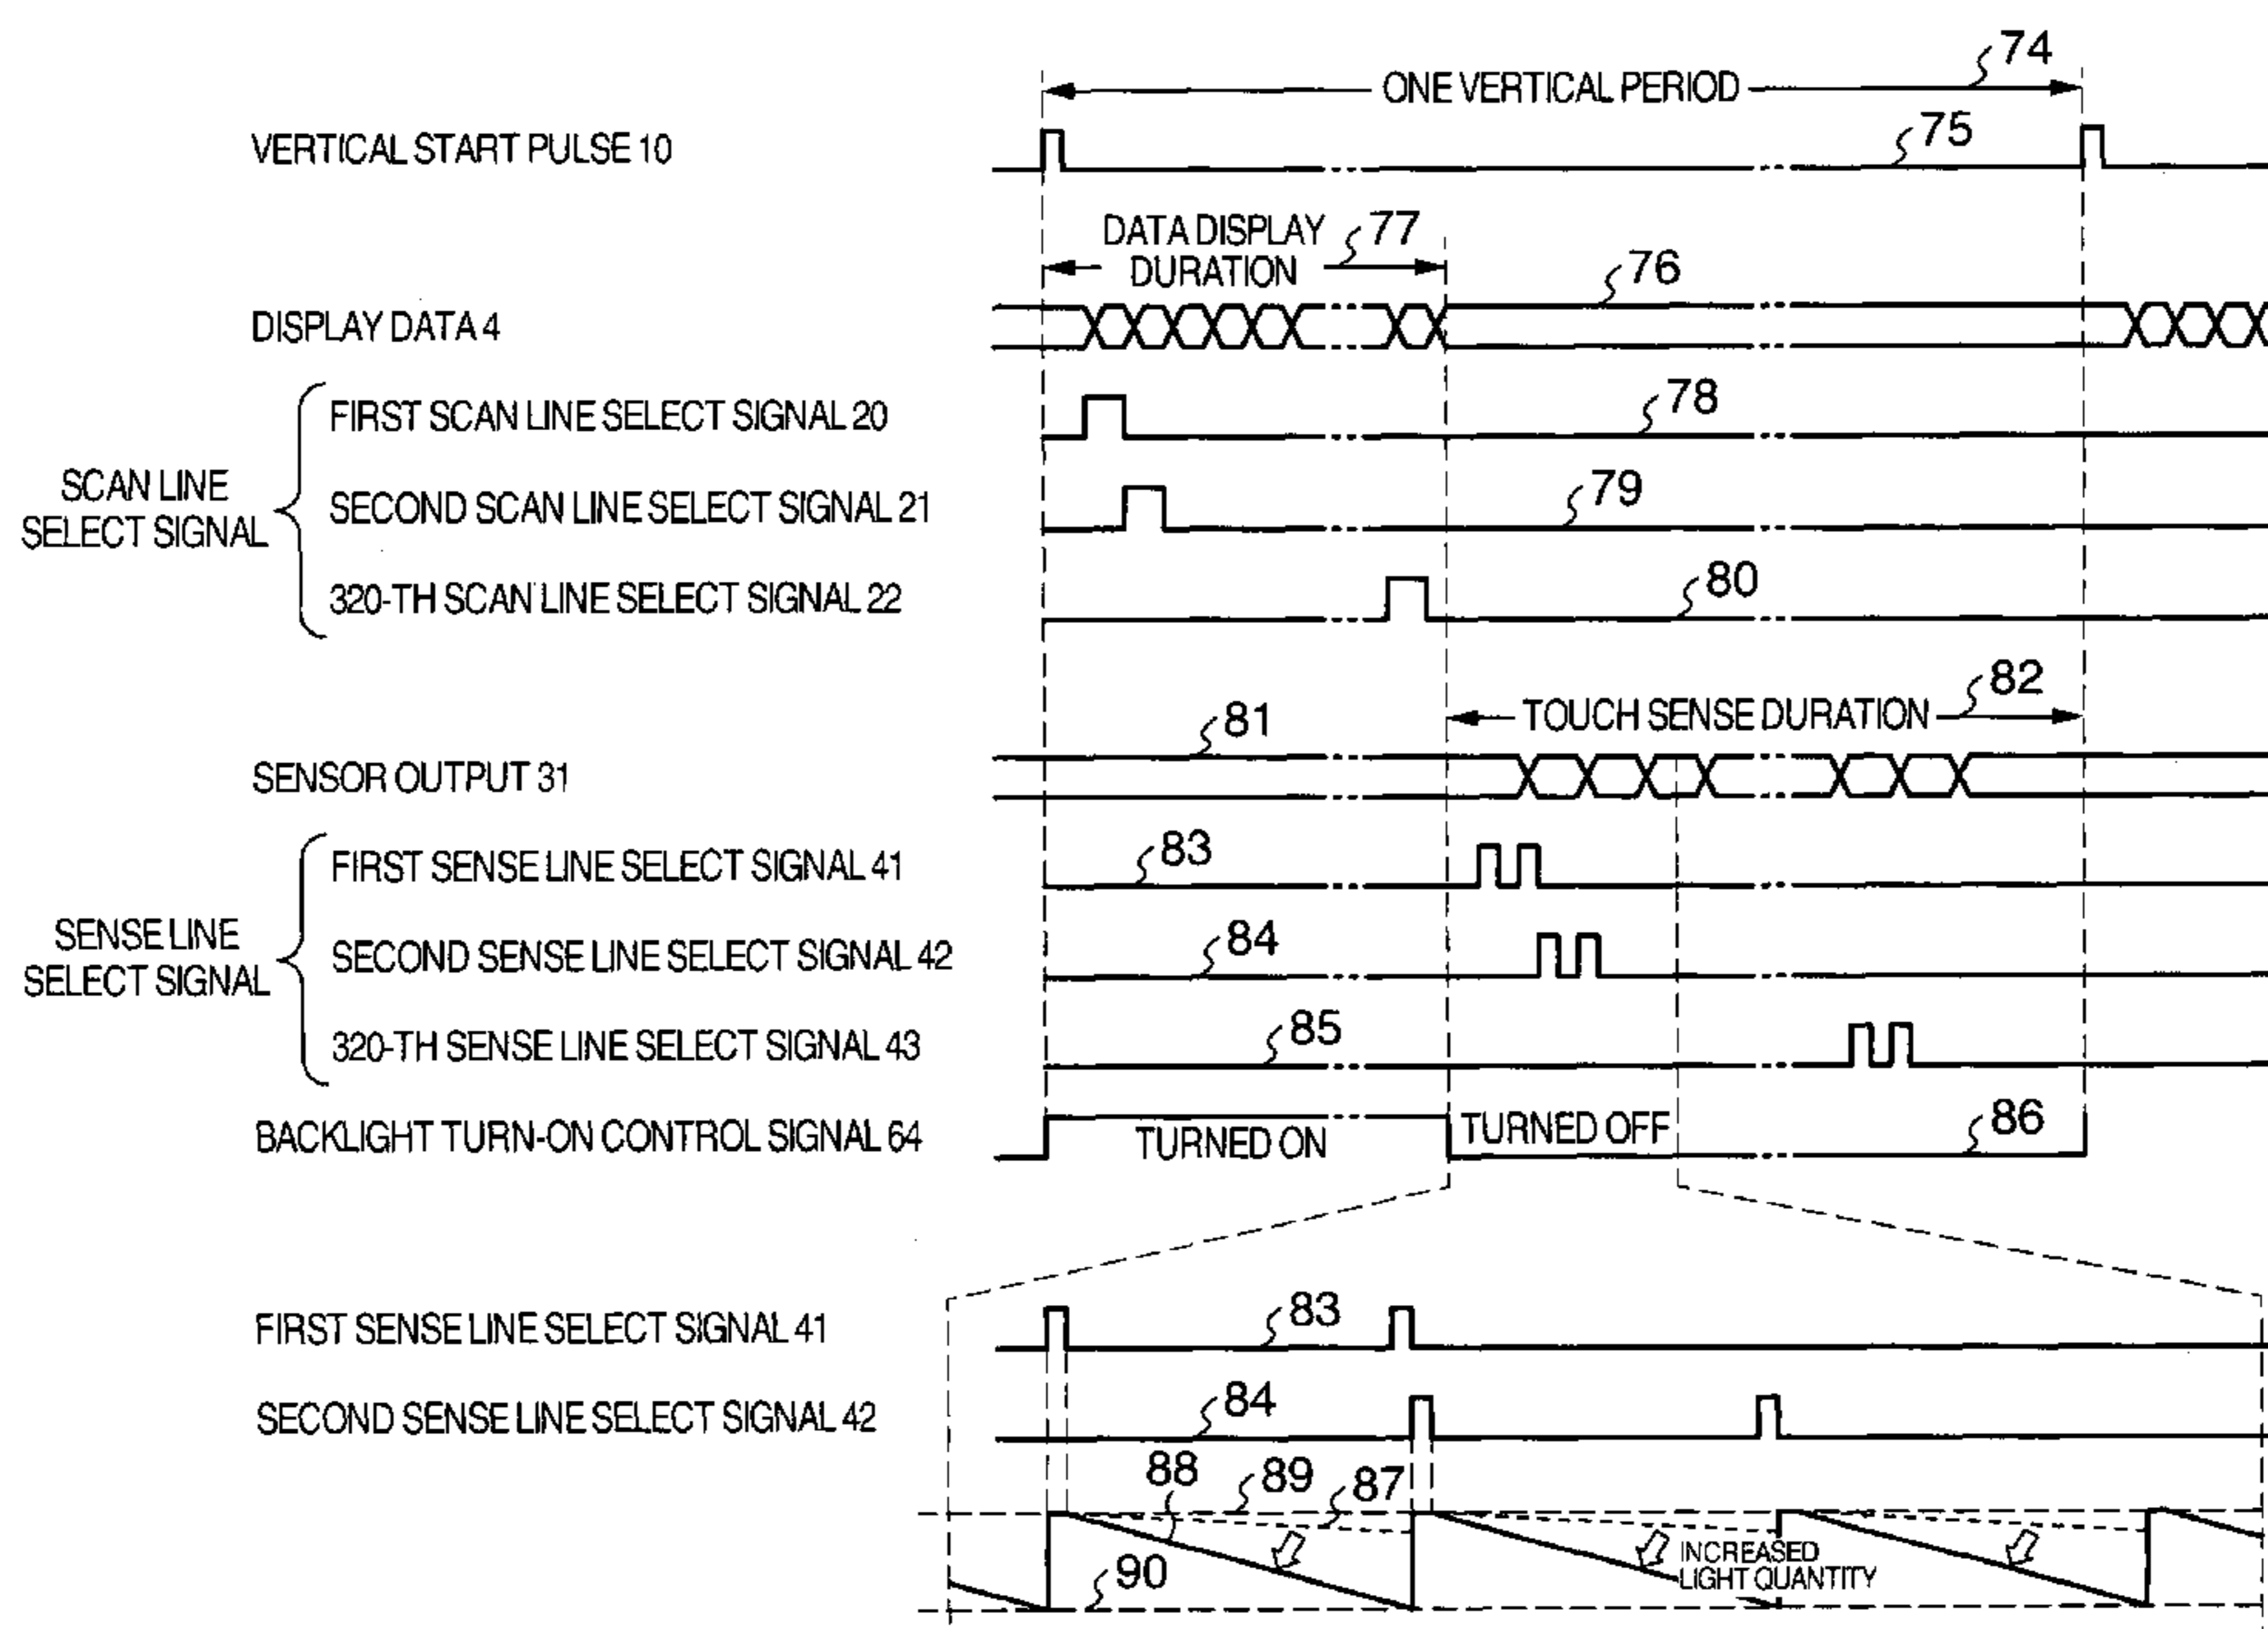 74
ONE VERTICAL PERIOD
VERTICAL START PULSE 10
75
DATA DISPLAY
DURATION
77
76
DISPLAY DATA 4
FIRST SCAN LINE SELECT SIGNAL 20
78
SCAN LINE
SELECT SIGNAL
SECOND SCAN LINE SELECT SIGNAL 21
79
320-TH SCAN LINE SELECT SIGNAL 22
80
82
81
TOUCH SENSE DURATION
SENSOR OUTPUT 31
FIRST SENSE LINE SELECT SIGNAL 41
83
SENSE LINE
SELECT SIGNAL
SECOND SENSE LINE SELECT SIGNAL 42
84
320-TH SENSE LINE SELECT SIGNAL 43
85
BACKLIGHT TURN-ON CONTROL SIGNAL 64
TURNED ON
TURNED OFF
86
FIRST SENSE LINE SELECT SIGNAL 41
83
SECOND SENSE LINE SELECT SIGNAL 42
84
88
89
87
90
INCREASED
LIGHT QUANTITY